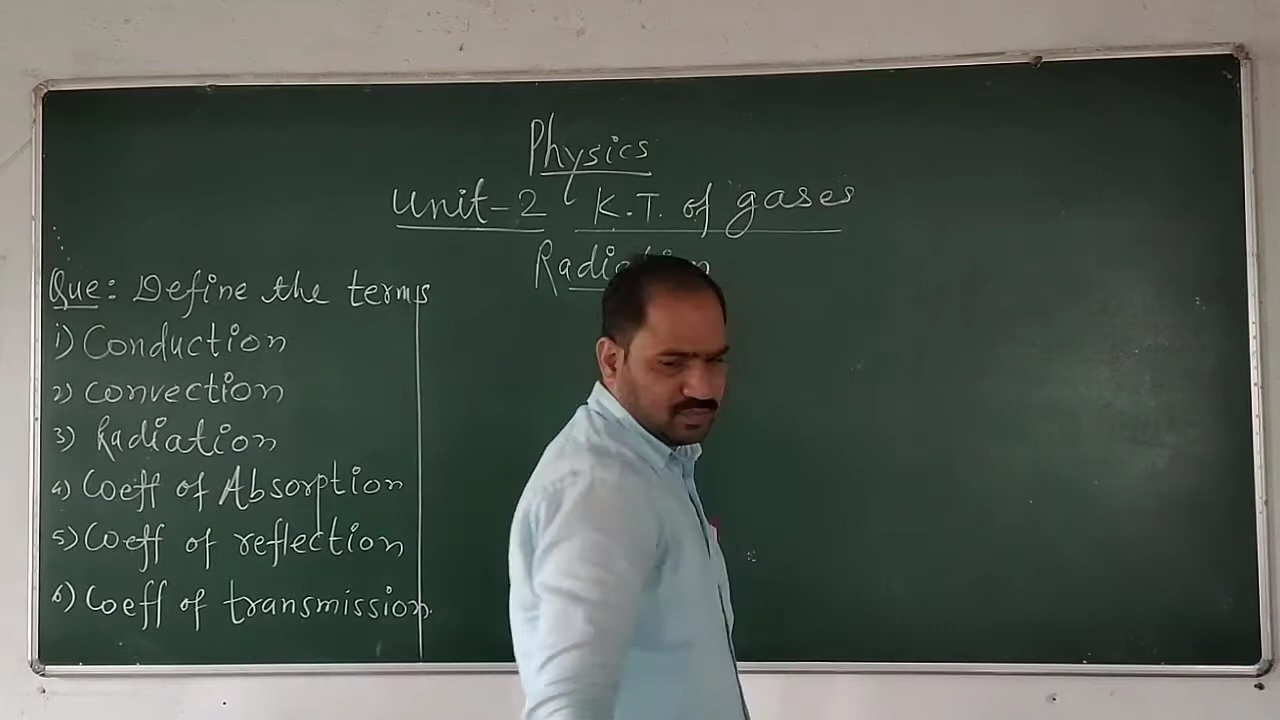 Physics
Unit-2 K.T. of gases
Radiation
Que: Define the terms
1) Conduction
2) Convection
3) Radiation
4) Coeff of Absorption
5) Coeff of reflection
6) Coeff of transmission.